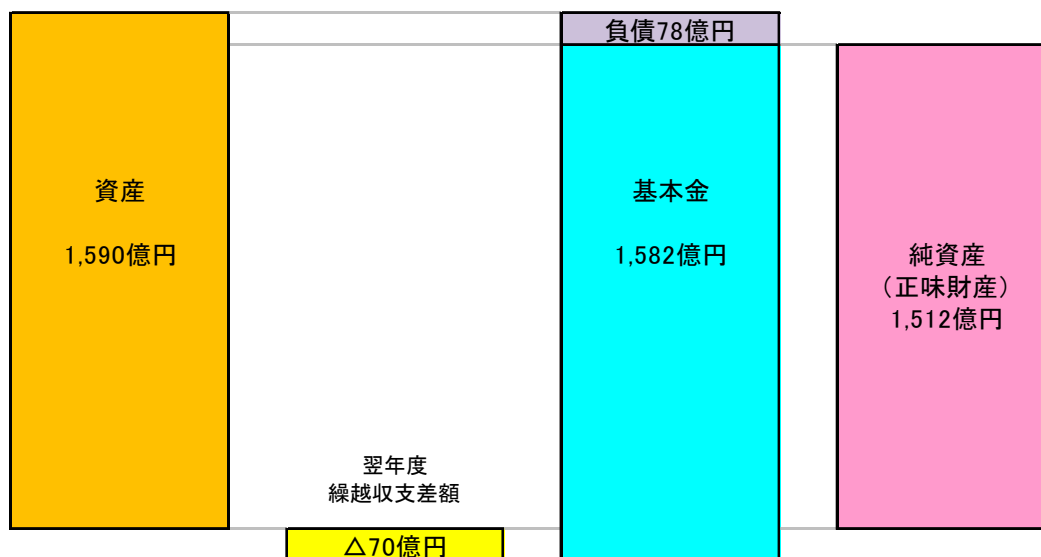 資産
1,590億円
翌年度
繰越収支差額
△70億円
負債78億円
基本金
1,582億円
純資産
（正味財産）
1,512億円